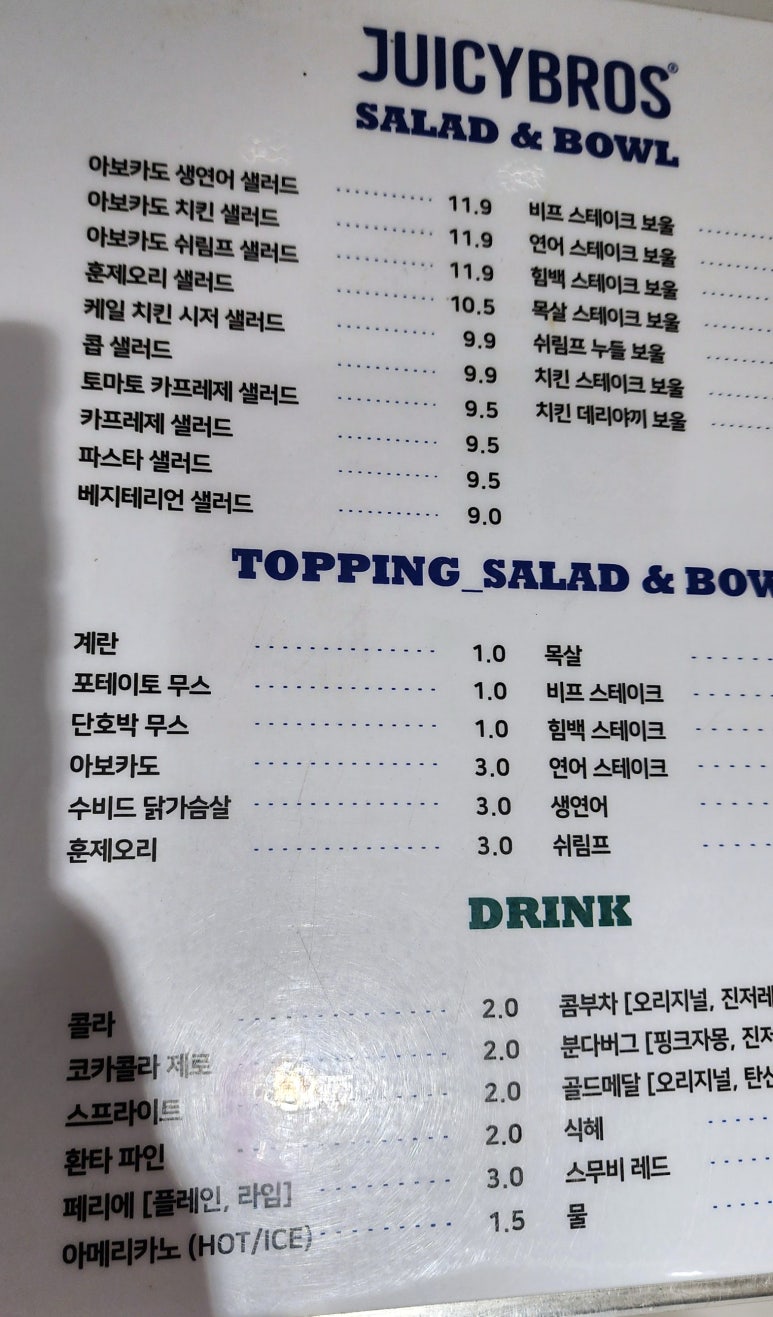 JUICYBROS
SALAD & BOWL
아보카도 생연어 샐러드 11.9
아보카도 치킨 샐러드 11.9
아보카도 쉬림프 샐러드 11.9
훈제오리 샐러드 10.5
케일 치킨 시저 샐러드 9.9
콥 샐러드 9.9
토마토 카프레제 샐러드 9.5
카프레제 샐러드 9.5
파스타 샐러드 9.5
베지테리언 샐러드 9.0
비프 스테이크 보울
연어 스테이크 보울
힘백 스테이크 보울
목살 스테이크 보울
쉬림프 누들 보울
치킨 스테이크 보울
치킨 데리야끼 보울
TOPPING_SALAD & BOW
계란 1.0
포테이토 무스 1.0
단호박 무스 1.0
아보카도 3.0
수비드 닭가슴살 3.0
훈제오리 3.0
목살
비프 스테이크
힘백 스테이크
연어 스테이크
생연어
쉬림프
DRINK
콜라 2.0
코카콜라 제로 2.0
스프라이트 2.0
환타 파인 2.0
페리에 [플레인, 라임] 3.0
아메리카노 (HOT/ICE) 1.5
콤부차 [오리지널, 진저레
분다버그 [핑크자몽, 진저
골드메달 [오리지널, 탄산
식혜
스무비 레드
물